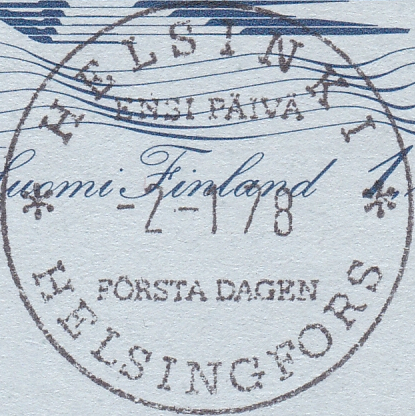 HELSINKI
ENSI PÄIVÄ
Suomi Finland 1
-2-1 78
FÖRSTA DAGEN
HELSINGFORS